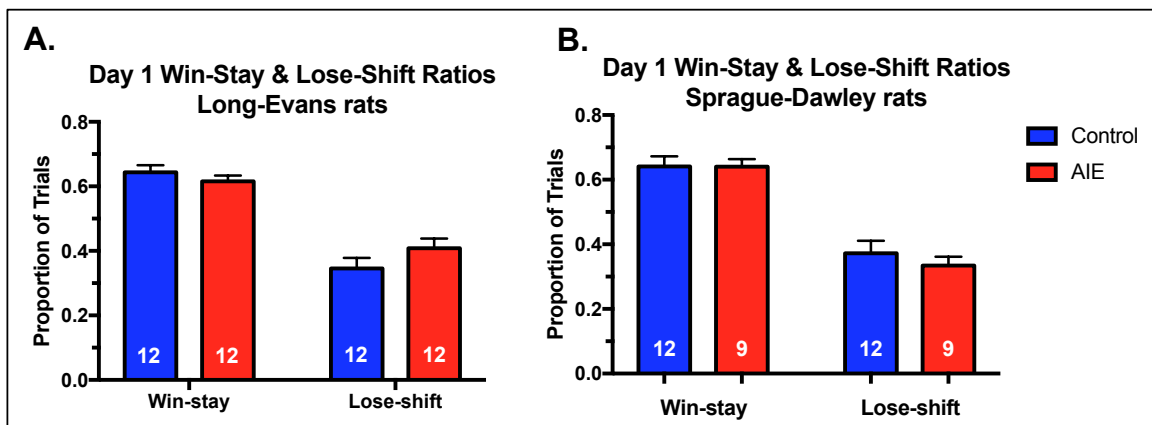 A.
Day 1 Win-Stay & Lose-Shift Ratios
Long-Evans rats
Proportion of Trials
0.8
0.6
0.4
0.2
0.0
12
12
12
12
Win-stay
Lose-shift
B.
Day 1 Win-Stay & Lose-Shift Ratios
Sprague-Dawley rats
Proportion of Trials
0.8
0.6
0.4
0.2
0.0
12
9
12
9
Win-stay
Lose-shift
Control
AIE